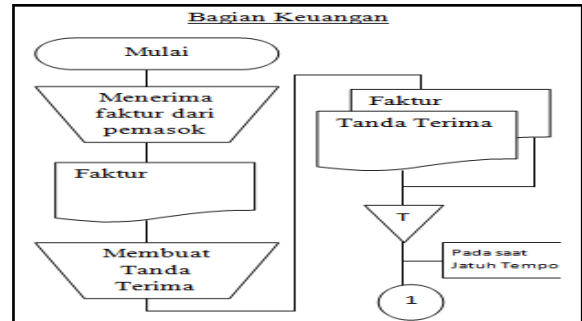 Bagian Keuangan
Mulai
Menerima
faktur dari
pemasok
Faktur
Membuat
Tanda
Terima
Faktur
Tanda Terima
T
Pada saat
Jatuh Tempo
1